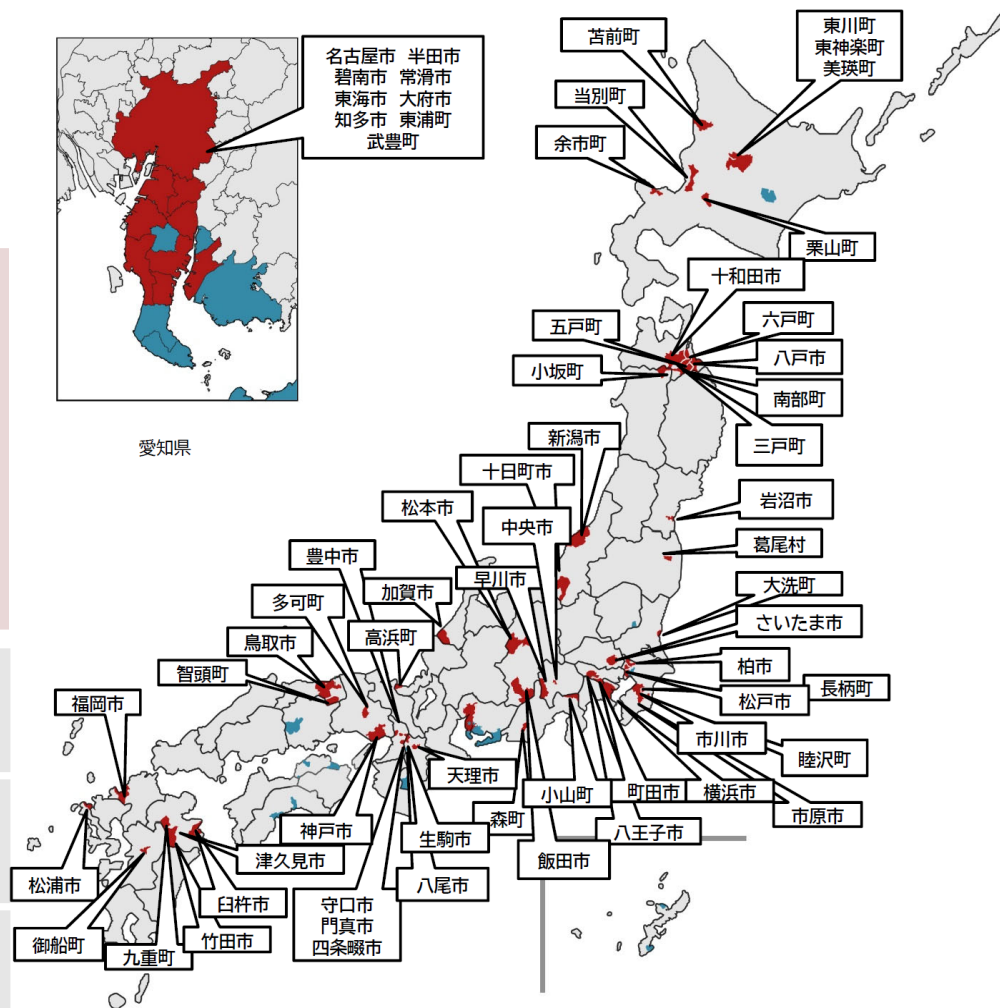 名古屋市 半田市
碧南市 常滑市
東海市 大府市
知多市 東浦町
武豊町
愛知県
苫前町
東川町
東神楽町
美瑛町
当別町
余市町
栗山町
十和田市
五戸町
六戸町
小坂町
八戸市
南部町
三戸町
新潟市
十日町市
松本市
中央市
岩沼市
葛尾村
豊中市
早川市
加賀市
大洗町
多可町
さいたま市
鳥取市
高浜町
智頭町
柏市
松戸市
長柄町
福岡市
市川市
睦沢町
天理市
小山町
町田市
横浜市
市原市
神戸市
生駒市
森町
八王子市
津久見市
飯田市
松浦市
臼杵市
守口市
門真市
四条畷市
八尾市
御船町
九重町
竹田市